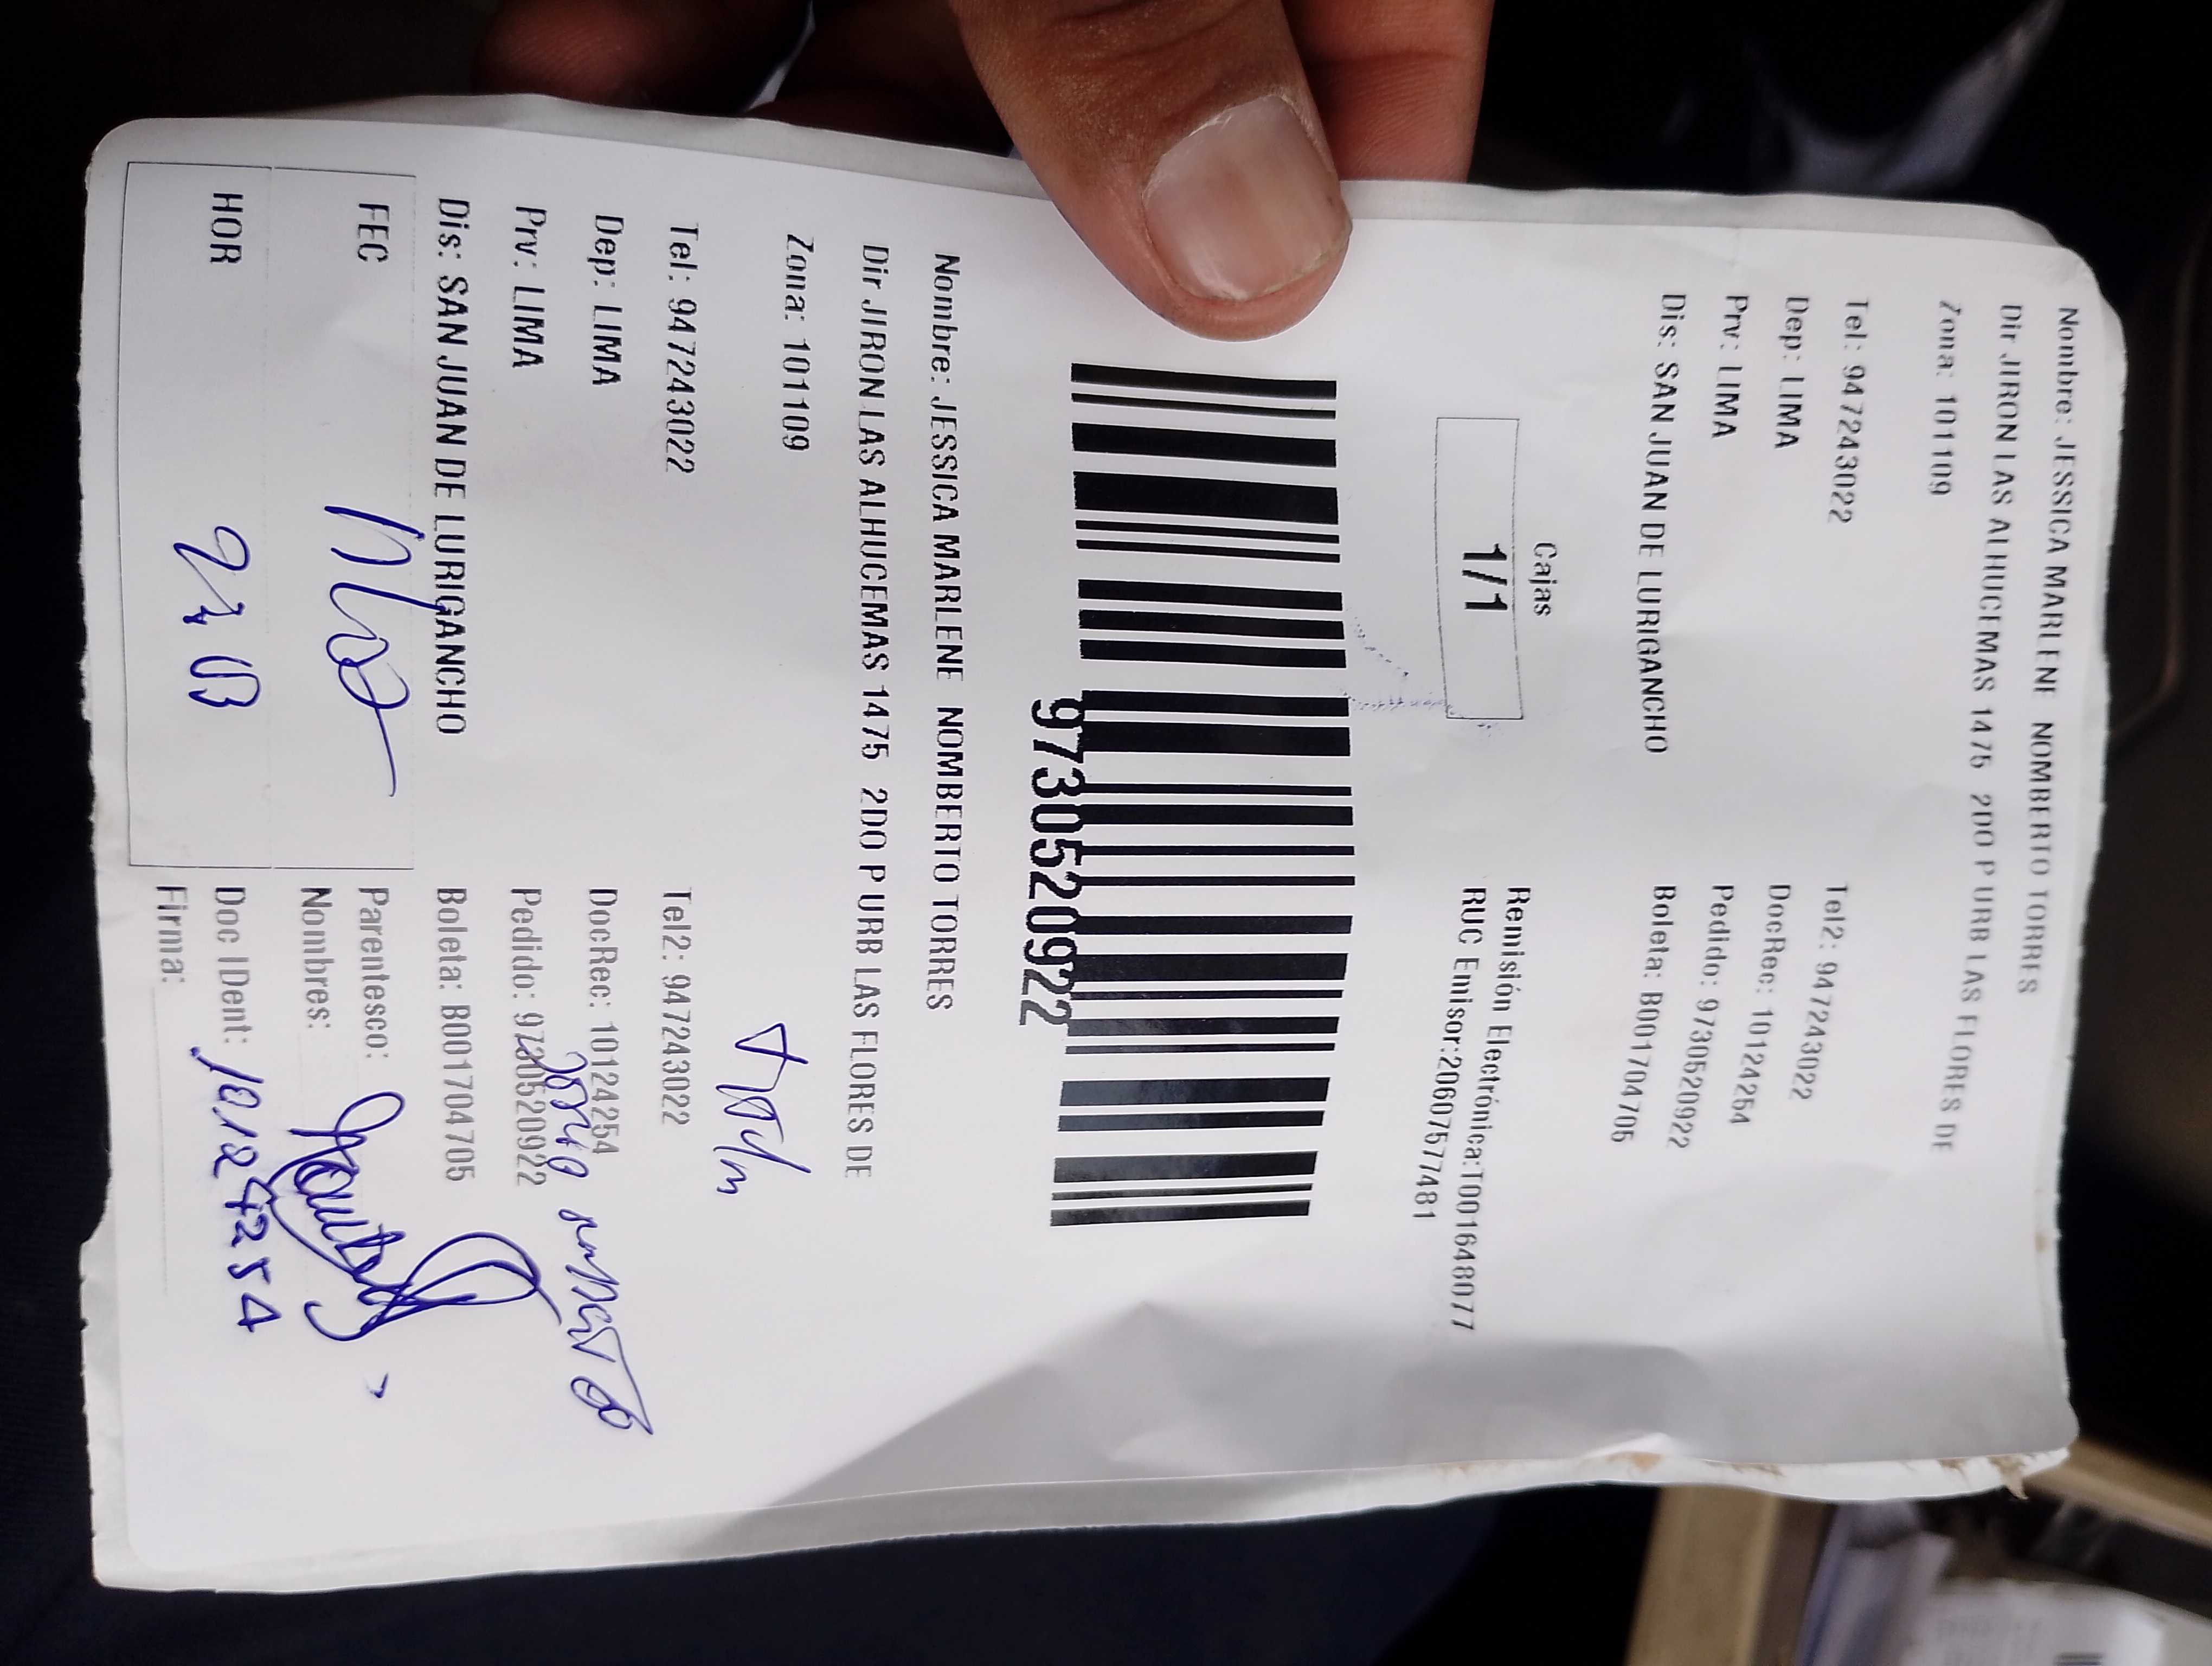 Nombre: JESSICA MARLENE NOMBERTO TORRES
Dir JIRON LAS ALHUCEMAS 1475 2DO P URB LAS FLORES DE
Zona: 101109
Tel: 947243022 Tel2: 947243022
Dep: LIMA DocRec: 10124254
Prv: LIMA Pedido: 9730520922
Dis: SAN JUAN DE LURIGANCHO Boleta: B001704705
Cajas
1/1
Remisión Electrónica:T001648077
RUC Emisor:20607577481
9730520922
Nombre: JESSICA MARLENE NOMBERTO TORRES
Dir JIRON LAS ALHUCEMAS 1475 2DO P URB LAS FLORES DE
Zona: 101109
Tel: 947243022 Tel2: 947243022
Dep: LIMA DocRec: 10124254
Prv: LIMA Pedido: 9730520922
Dis: SAN JUAN DE LURIGANCHO Boleta: B001704705
FEC Parentesco:
Nombres:
HOR Doc IDent: 10124254
Firma: